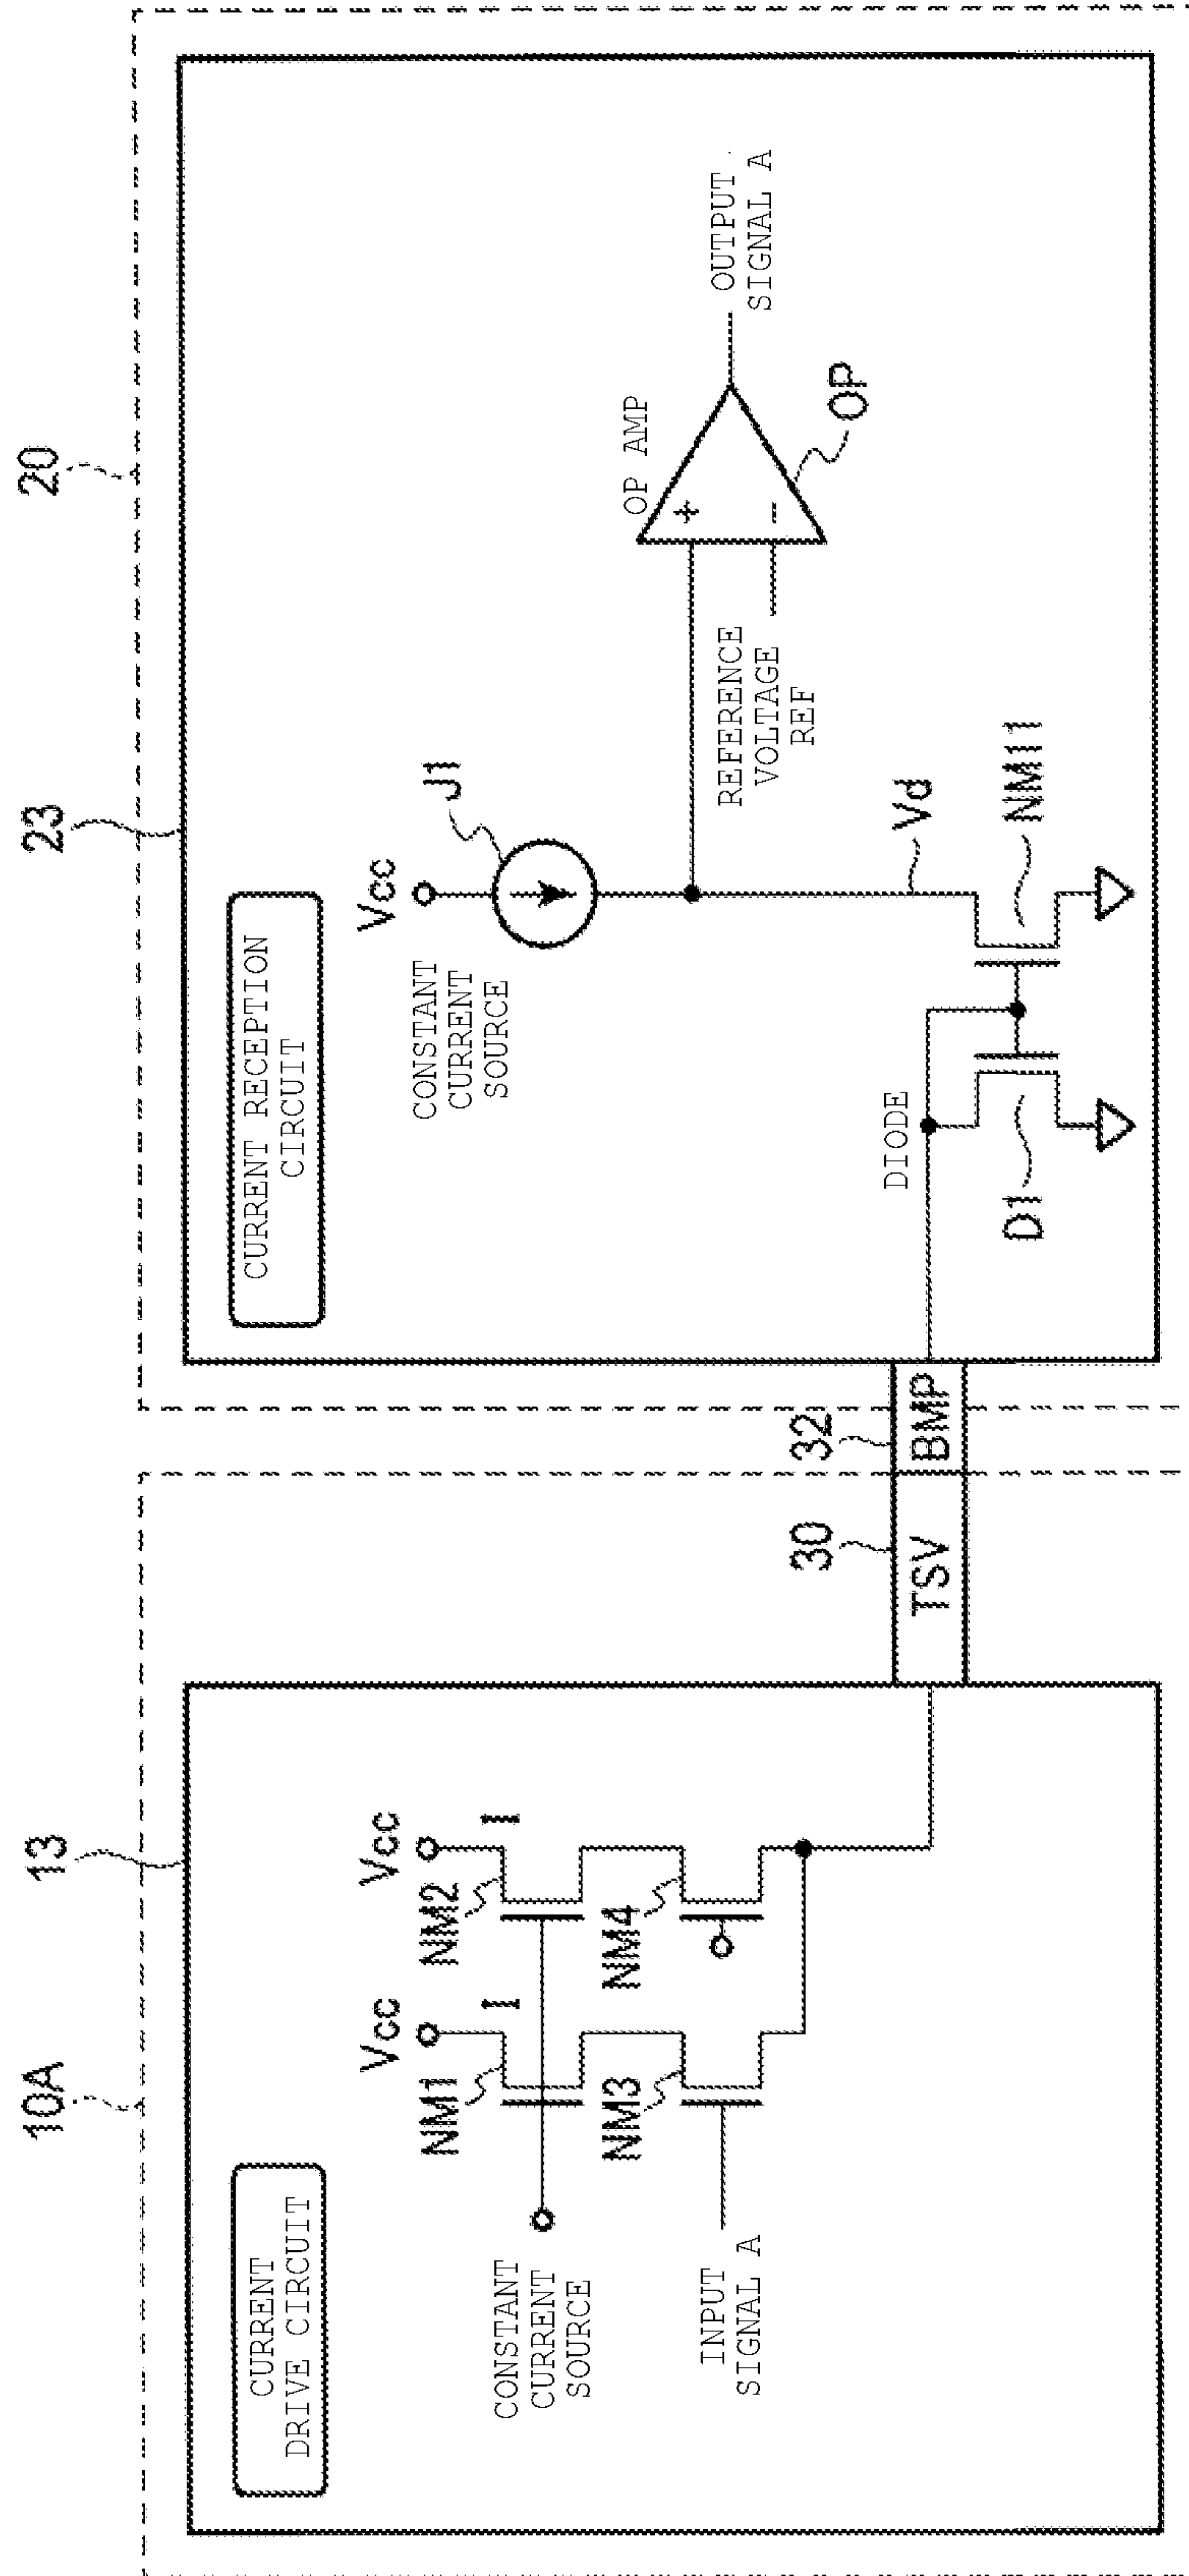 10A
13
CURRENT
DRIVE CIRCUIT
Vcc
Vcc
NM1
I
NM2
I
CONSTANT
CURRENT
SOURCE
NM3
NM4
INPUT
SIGNAL A
30
TSV
32
BMP
20
23
CURRENT RECEPTION
CIRCUIT
Vcc
J1
CONSTANT
CURRENT
SOURCE
OP AMP
+
-
OUTPUT
SIGNAL A
OP
REFERENCE
VOLTAGE
REF
DIODE
Vd
D1
NM11